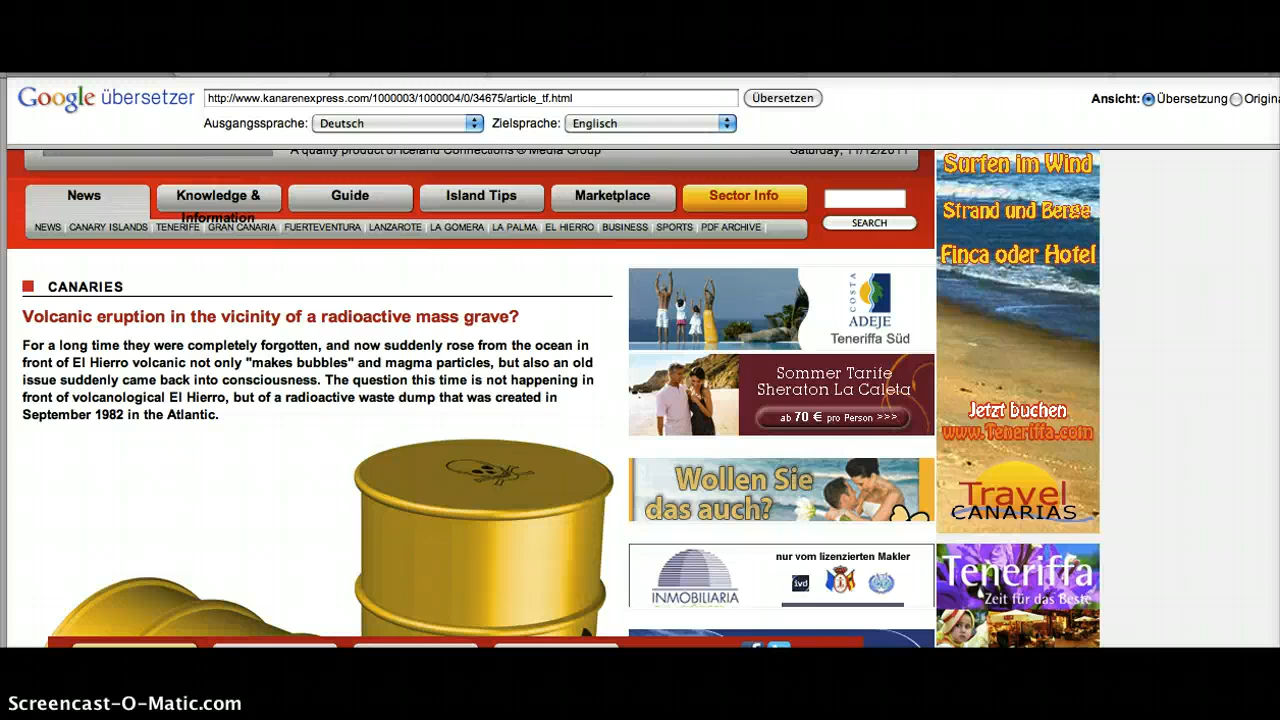 Google übersetzer
http://www.kanarenexpress.com/1000003/1000004/0/34675/article_tf.html
Übersetzen
Ansicht: Übersetzung Origina
Ausgangssprache: Deutsch Zielsprache: Englisch
A quality product of Iceland Connections ® Media Group
Saturday, 11/12/2011
News
Knowledge &
Information
Guide
Island Tips
Marketplace
Sector Info
SEARCH
NEWS | CANARY ISLANDS | TENERIFE | GRAN CANARIA | FUERTEVENTURA | LANZAROTE | LA GOMERA | LA PALMA | EL HIERRO | BUSINESS | SPORTS | PDF ARCHIVE |
CANARIES
Volcanic eruption in the vicinity of a radioactive mass grave?
For a long time they were completely forgotten, and now suddenly rose from the ocean in
front of El Hierro volcanic not only "makes bubbles" and magma particles, but also an old
issue suddenly came back into consciousness. The question this time is not happening in
front of volcanological El Hierro, but of a radioactive waste dump that was created in
September 1982 in the Atlantic.
COSTA
ADEJE
Teneriffa Süd
Sommer Tarife
Sheraton La Caleta
ab 70 € pro Person >>>
Wollen Sie
das auch?
nur vom lizenzierten Makler
INMOBILIARIA
ivd
Surfen im Wind
Strand und Berge
Finca oder Hotel
Jetzt buchen
www.Teneriffa.com
Travel
CANARIAS
Teneriffa
Zeit für das Beste
Screencast-O-Matic.com